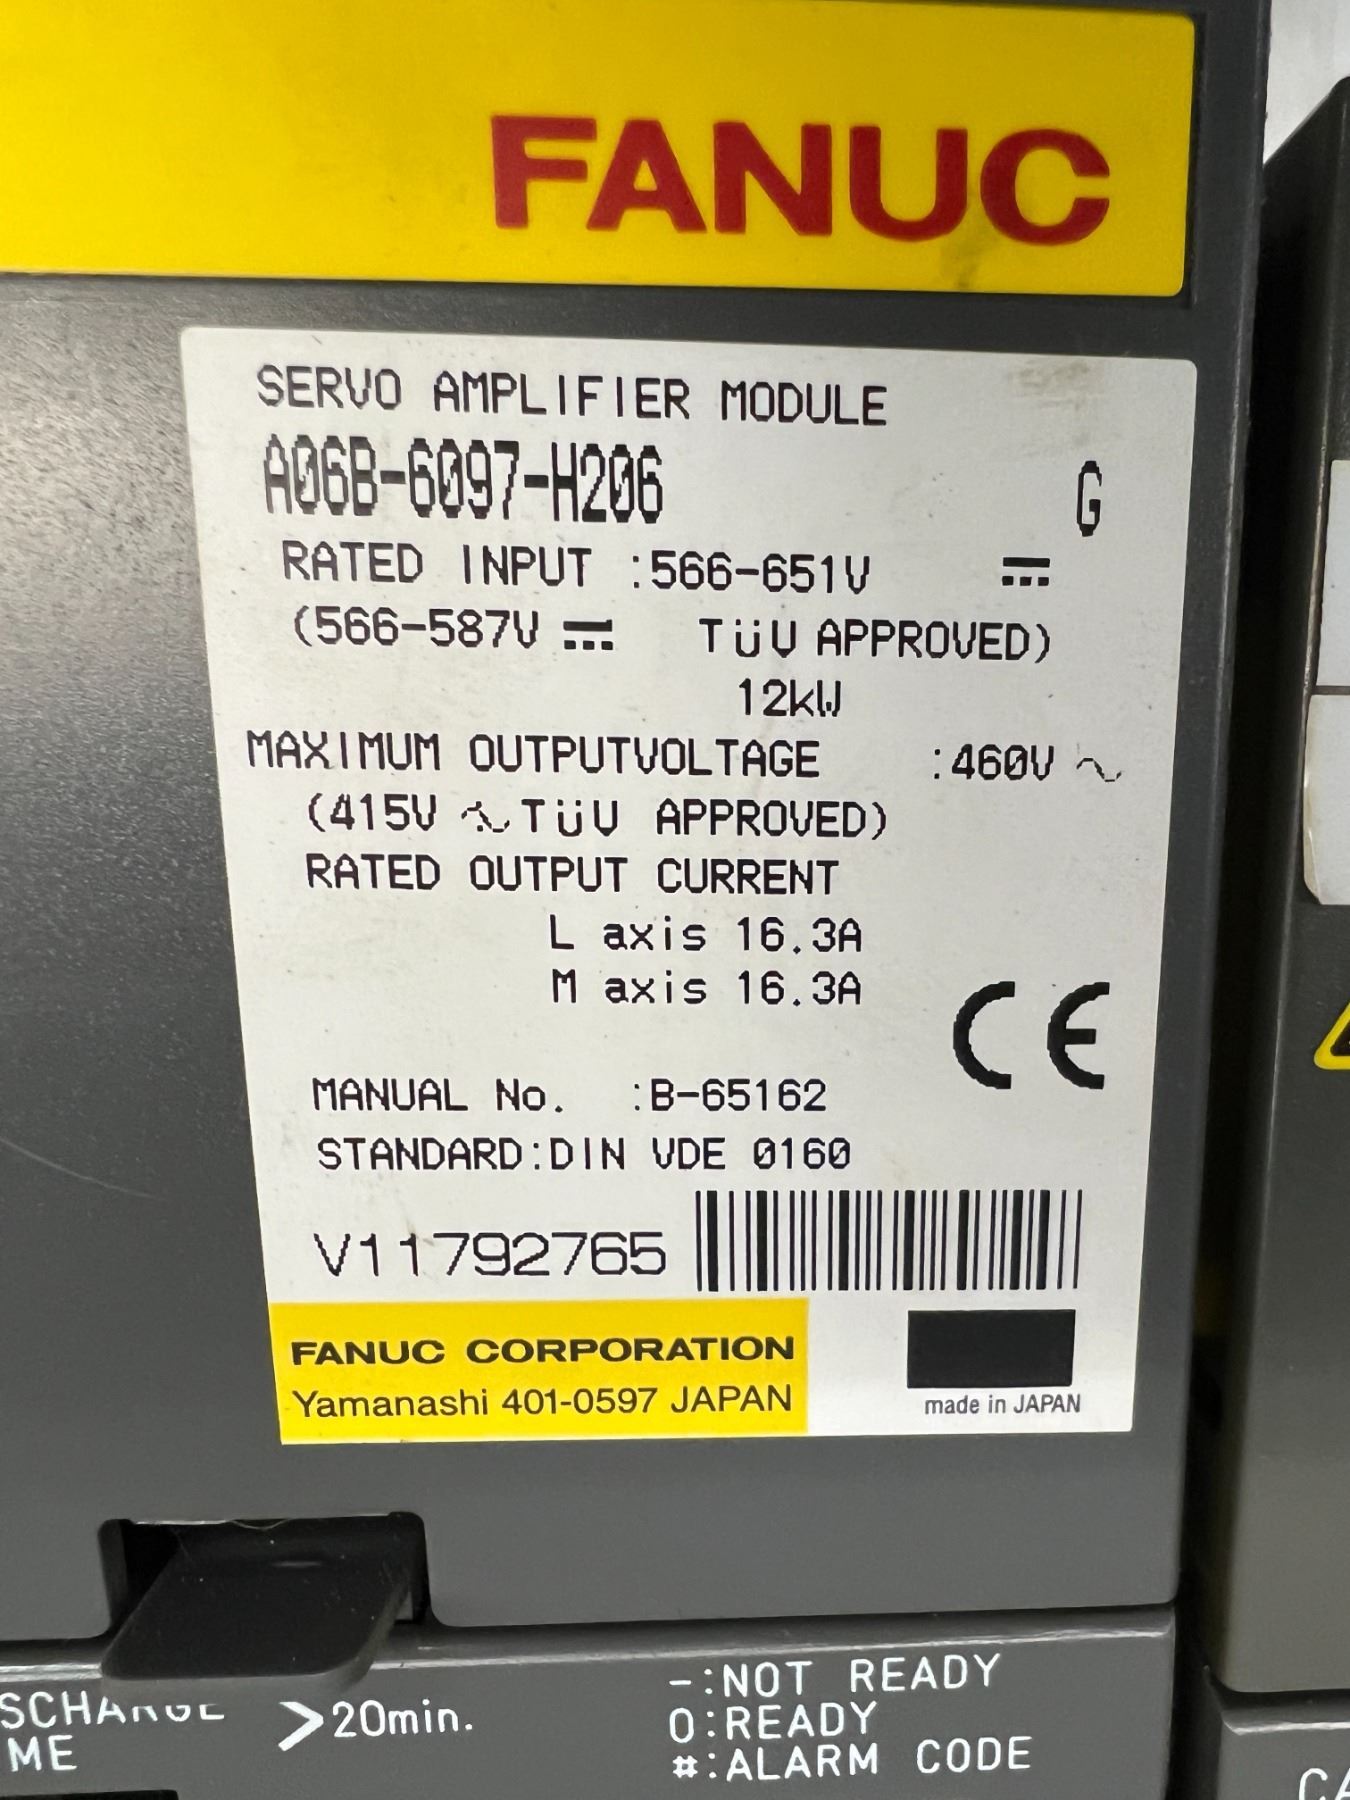 FANUC
SERVO AMPLIFIER MODULE
A06B-6097-H206 G
RATED INPUT :566-651V ⎓
(566-587V ⎓ TüV APPROVED)
12kW
MAXIMUM OUTPUTVOLTAGE :460V ∿
(415V ∿ TüV APPROVED)
RATED OUTPUT CURRENT
L axis 16.3A
M axis 16.3A
CE
MANUAL No. :B-65162
STANDARD:DIN VDE 0160
V11792765
FANUC CORPORATION
Yamanashi 401-0597 JAPAN
made in JAPAN
>20min.
-:NOT READY
0:READY
#:ALARM CODE